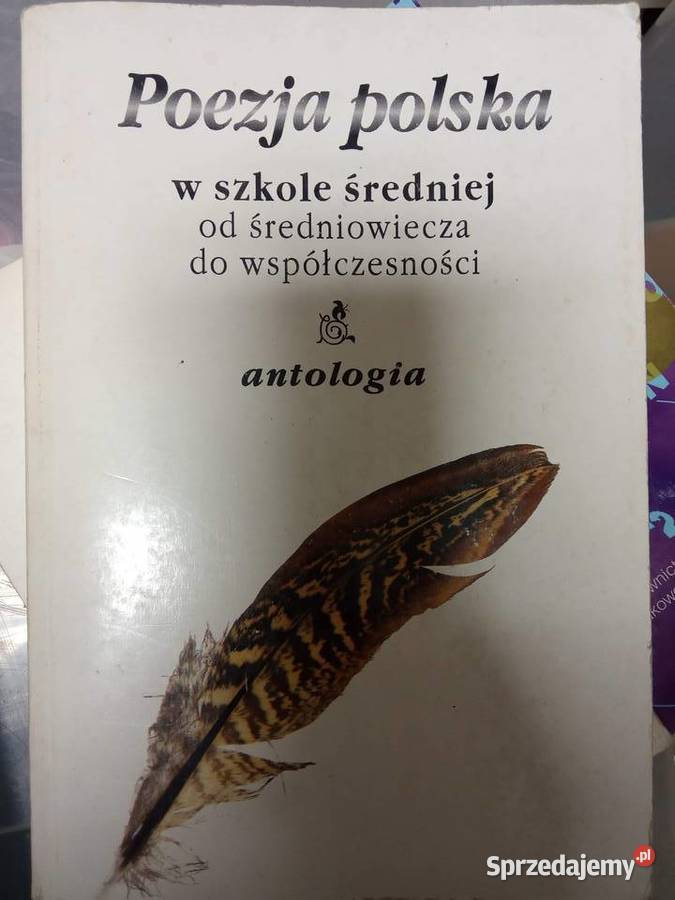 Poezja polska
w szkole średniej
od średniowiecza
do współczesności
antologia
Sprzedajemy.pl